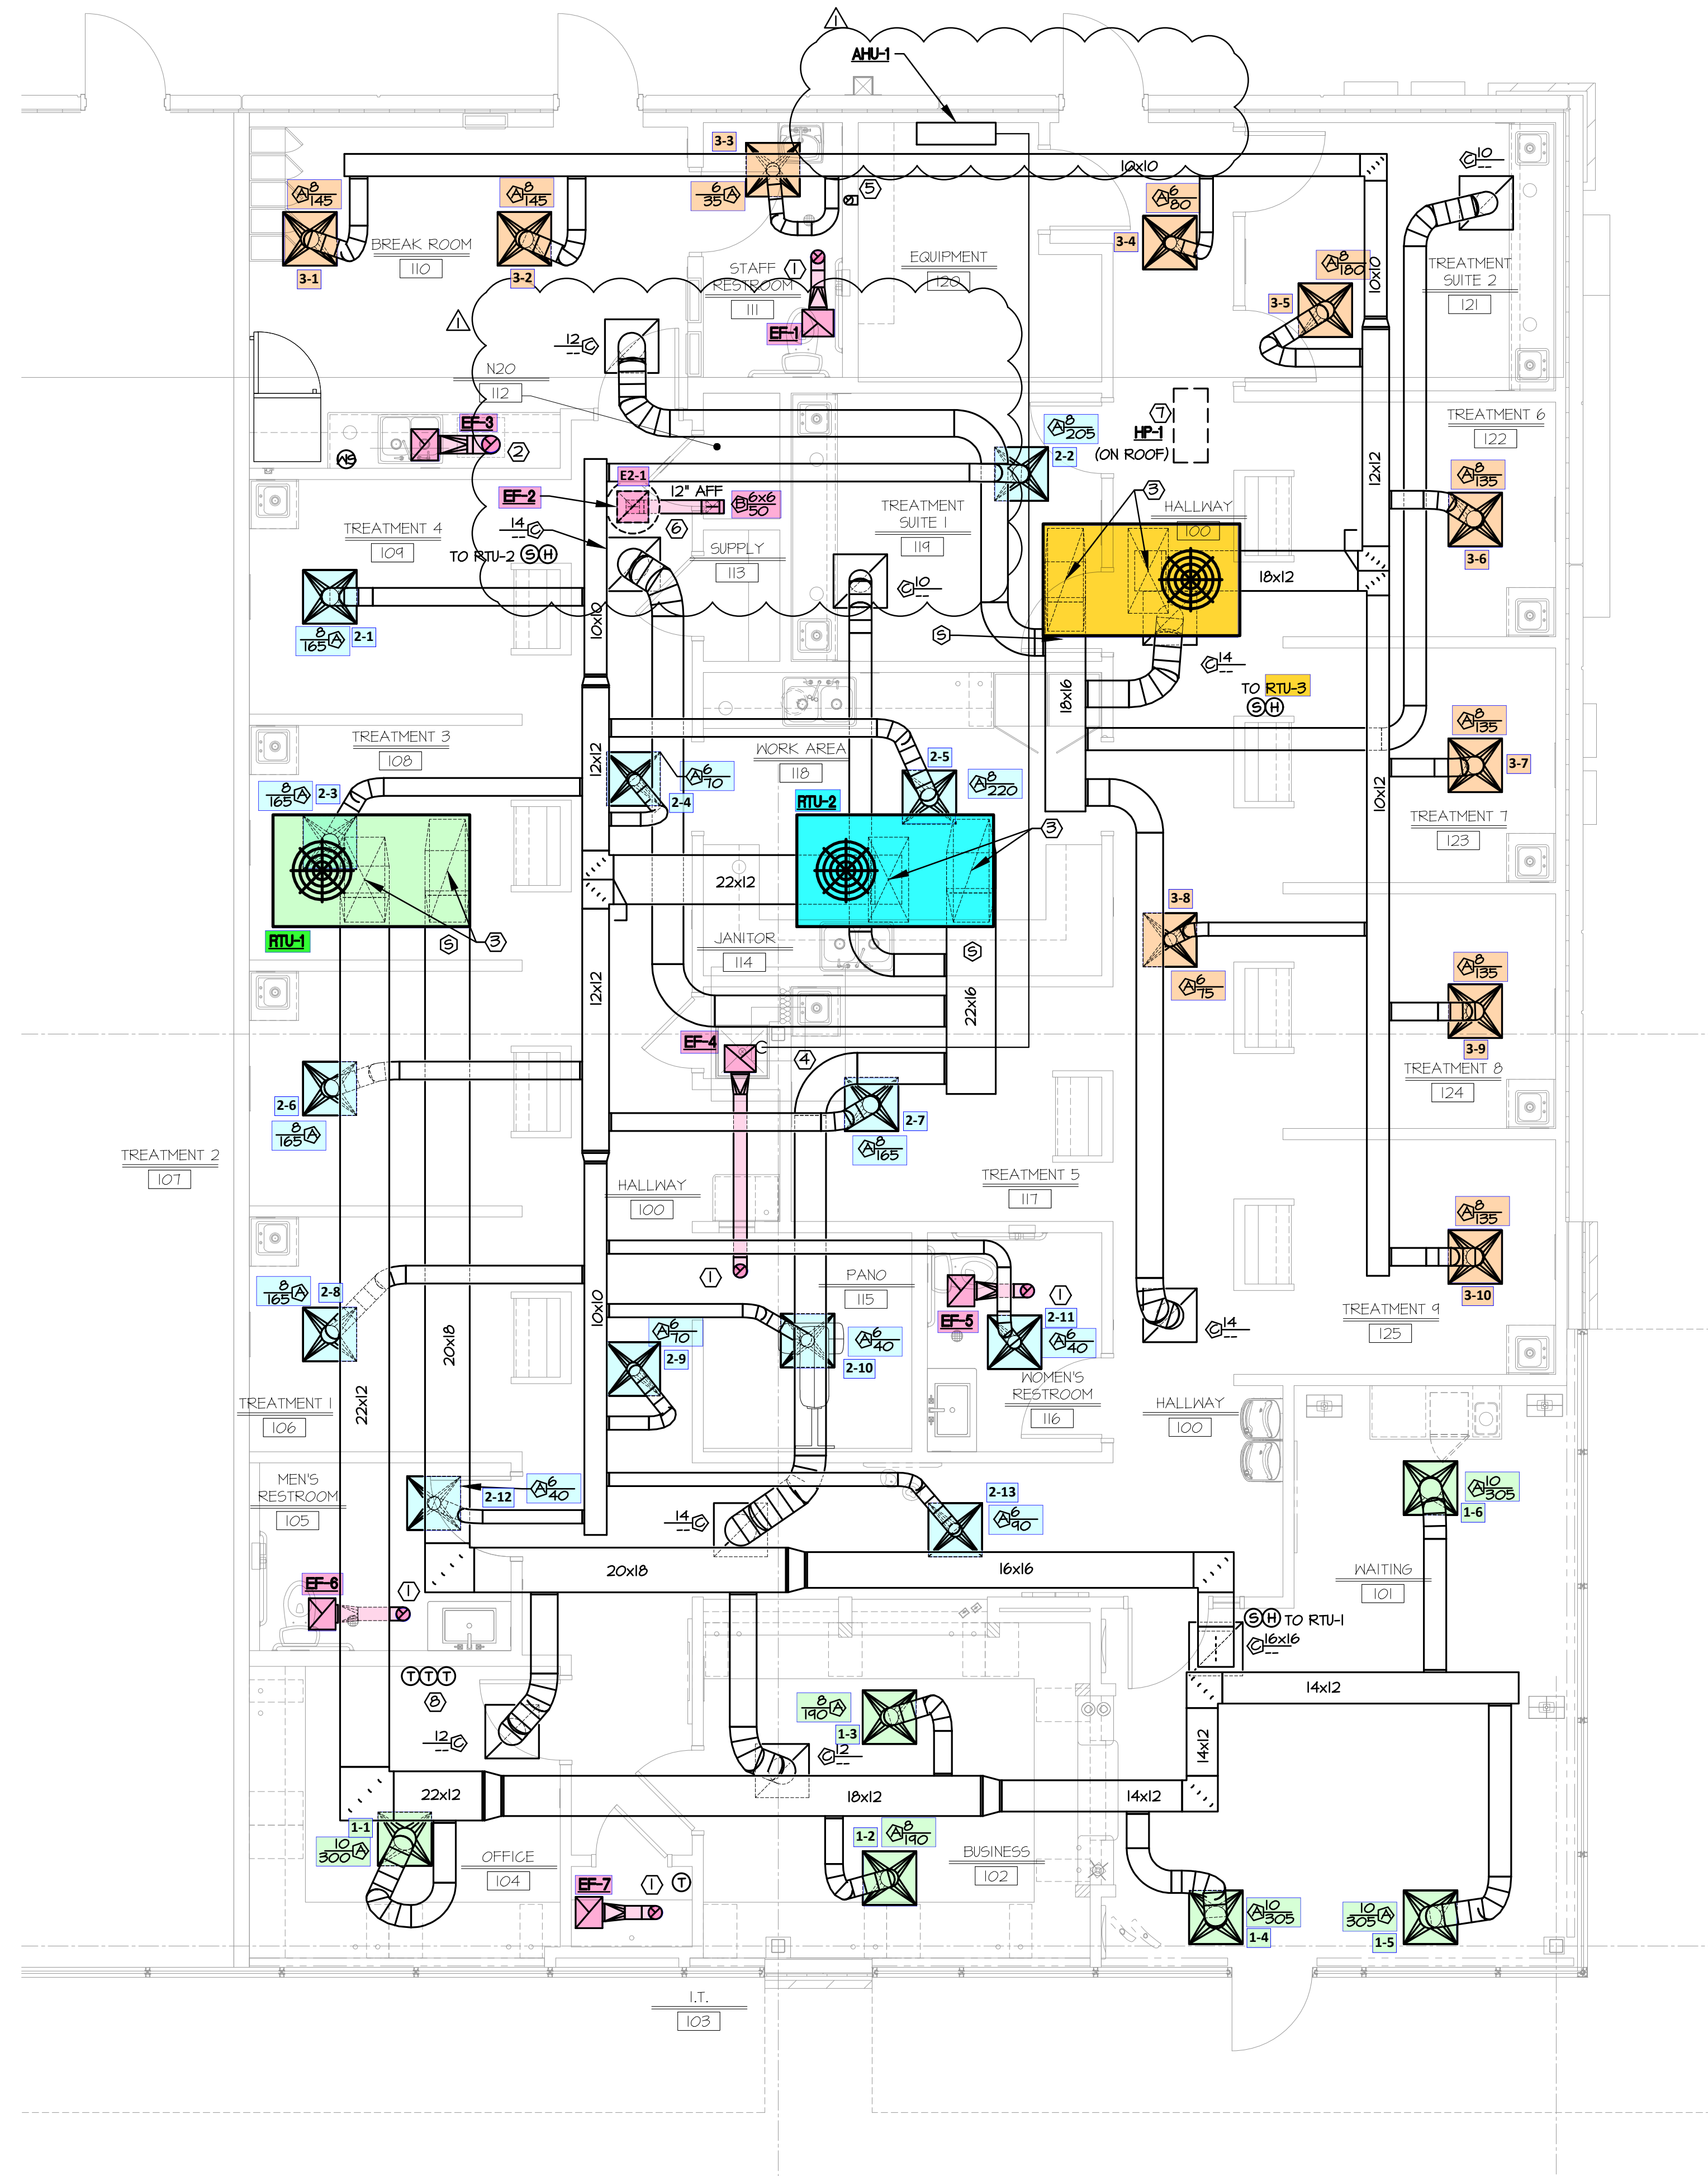 1
AHU-1
3-3
10x10
C 10
--
A 8
145
A 8
145
6 A
35
5
A 6
80
3-1
BREAK ROOM
110
3-2
STAFF
RESTROOM
111
1
EF-1
EQUIPMENT
120
3-4
A 8
180
3-5
10x10
TREATMENT
SUITE 2
121
1
12 C
--
N2O
112
EF-3
2
WS
A 8
205
2-2
7
HP-1
(ON ROOF)
TREATMENT 6
122
12x12
A 8
135
3-6
E2-1
EF-2
12" AFF
B 6x6
50
6
14 C
--
TO RTU-2 S H
TREATMENT 4
109
SUPPLY
113
TREATMENT
SUITE 1
119
3
HALLWAY
100
18x12
C 10
--
10x10
8 A
165
2-1
S
C 14
--
TO RTU-3
S H
18x16
TREATMENT 3
108
12x12
WORK AREA
118
2-5
A 8
220
A 6
70
2-4
A 8
135
3-7
10x12
8 A
165
2-3
RTU-2
3
TREATMENT 7
123
22x12
RTU-1
S
3
JANITOR
114
S
3-8
A 6
75
12x12
22x16
A 8
135
3-9
EF-4
4
TREATMENT 8
124
2-6
8 A
165
2-7
A 8
165
TREATMENT 2
107
HALLWAY
100
TREATMENT 5
117
A 8
135
3-10
8 A
165
2-8
1
PANO
115
EF-5
1
2-11
A 6
40
TREATMENT 9
125
20x18
10x10
A 6
70
2-9
A 6
40
2-10
C 14
--
WOMEN'S
RESTROOM
116
TREATMENT 1
106
22x12
HALLWAY
100
MEN'S
RESTROOM
105
2-12
A 6
40
14 C
--
2-13
A 6
90
A 10
305
1-6
20x18
16x16
WAITING
101
EF-6
1
S H TO RTU-1
C 16x16
--
T T T
8
12 C
--
8 A
190
1-3
C 12
--
14x12
14x12
22x12
18x12
14x12
1-1
10 A
300
OFFICE
104
1-2
A 8
190
BUSINESS
102
EF-7
1
T
A 10
305
1-4
10 A
305
1-5
I.T.
103